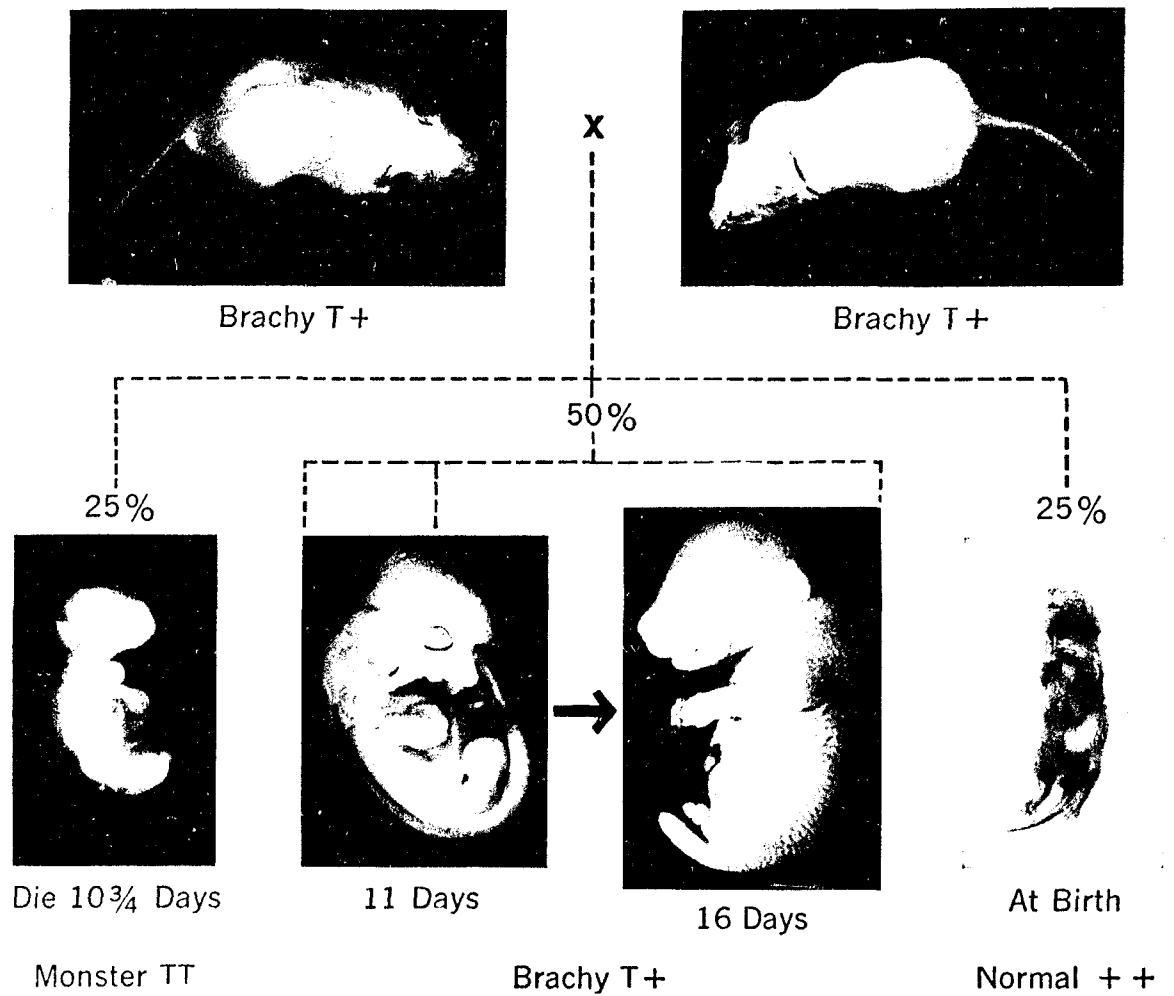 x
Brachy T+
Brachy T+
50%
25%
25%
Die 10¾ Days
11 Days
16 Days
At Birth
Monster TT
Brachy T+
Normal + +